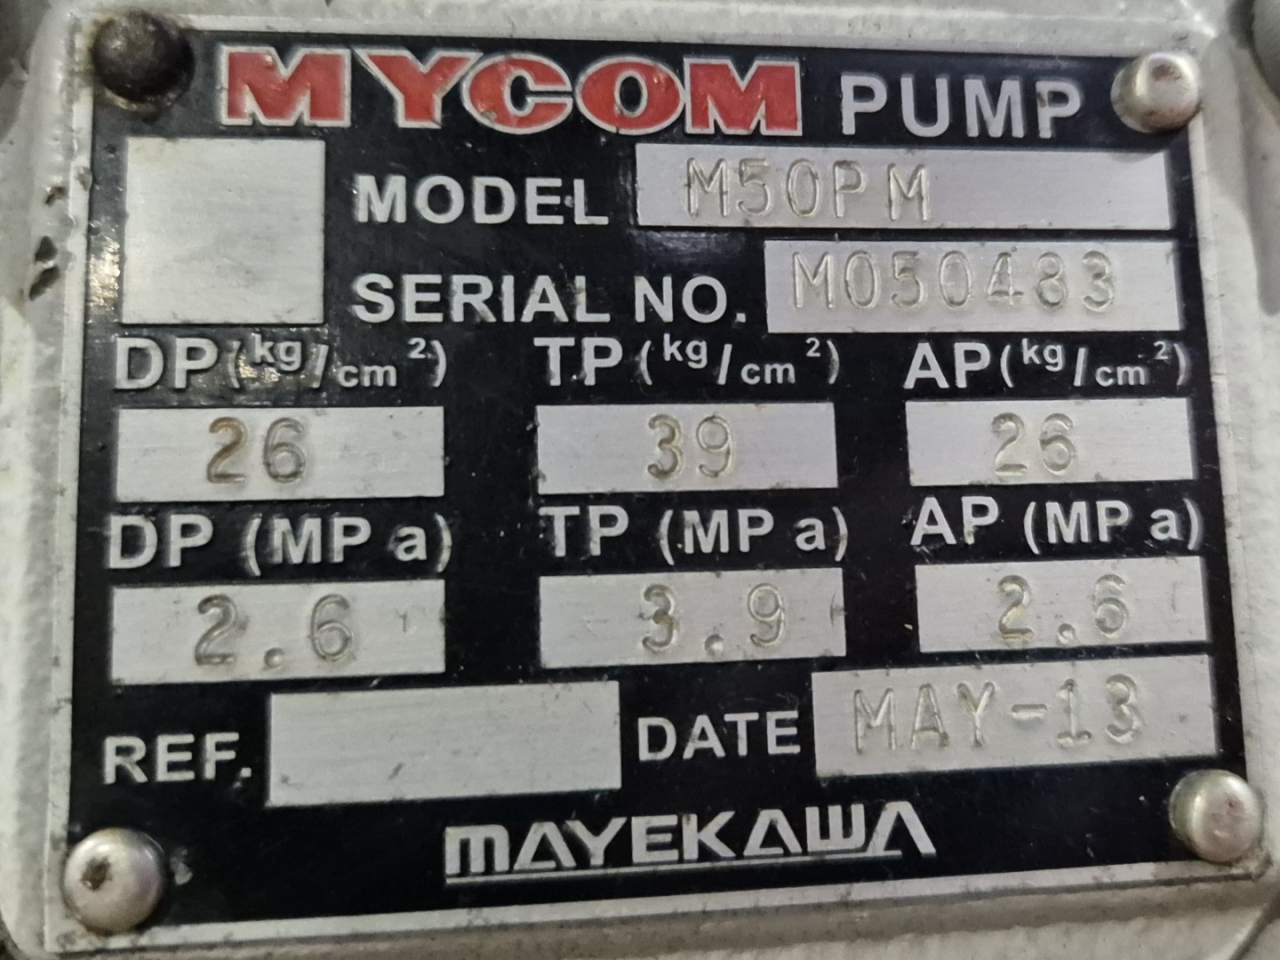 MYCOM PUMP
MODEL M50PM
SERIAL NO. M050483
DP (kg/cm²) TP (kg/cm²) AP (kg/cm²)
26 39 26
DP (MPa) TP (MPa) AP (MPa)
2.6 3.9 2.6
REF. DATE MAY-13
MAYEKAWA